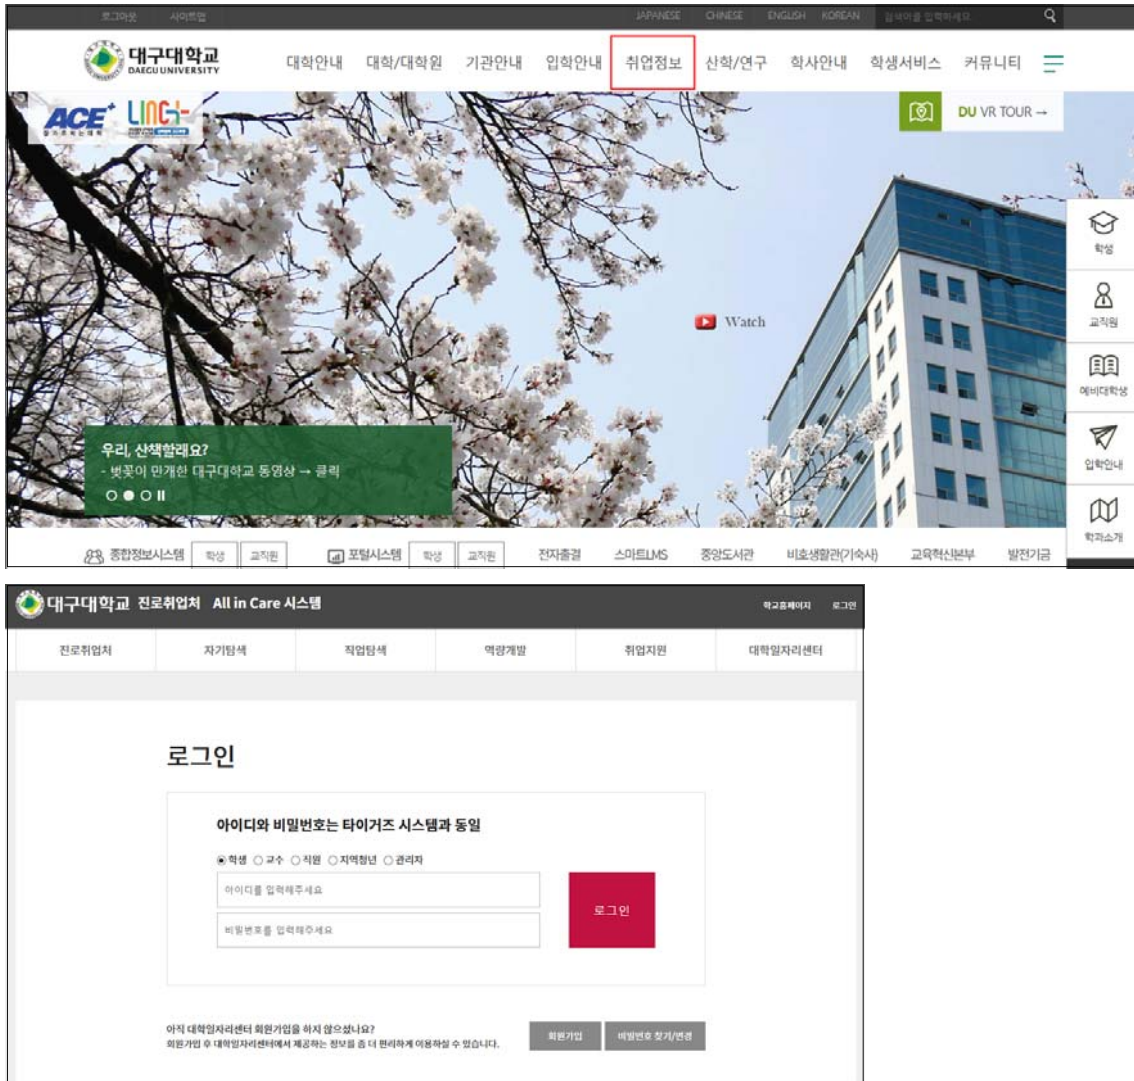 로그아웃 사이트맵 JAPANESE CHINESE ENGLISH KOREAN 검색어를 입력하세요.
대구대학교
DAEGU UNIVERSITY
대학안내 대학/대학원 기관안내 입학안내 취업정보 산학/연구 학사안내 학생서비스 커뮤니티
ACE+ LINC+
잘가르치는대학
DU VR TOUR →
학생
교직원
예비대학생
입학안내
학과소개
Watch
우리, 산책할래요?
- 벚꽃이 만개한 대구대학교 동영상 → 클릭
종합정보시스템 학생 교직원 포털시스템 학생 교직원 전자출결 스마트LMS 중앙도서관 비호생활관(기숙사) 교육혁신본부 발전기금
대구대학교 진로취업처 All in Care 시스템 학교홈페이지 로그인
진로취업처 자기탐색 직업탐색 역량개발 취업지원 대학일자리센터
로그인
아이디와 비밀번호는 타이거즈 시스템과 동일
학생 교수 직원 지역청년 관리자
아이디를 입력해주세요
비밀번호를 입력해주세요
로그인
아직 대학일자리센터 회원가입을 하지 않으셨나요?
회원가입 후 대학일자리센터에서 제공하는 정보를 좀 더 편리하게 이용하실 수 있습니다.
회원가입 비밀번호 찾기/변경